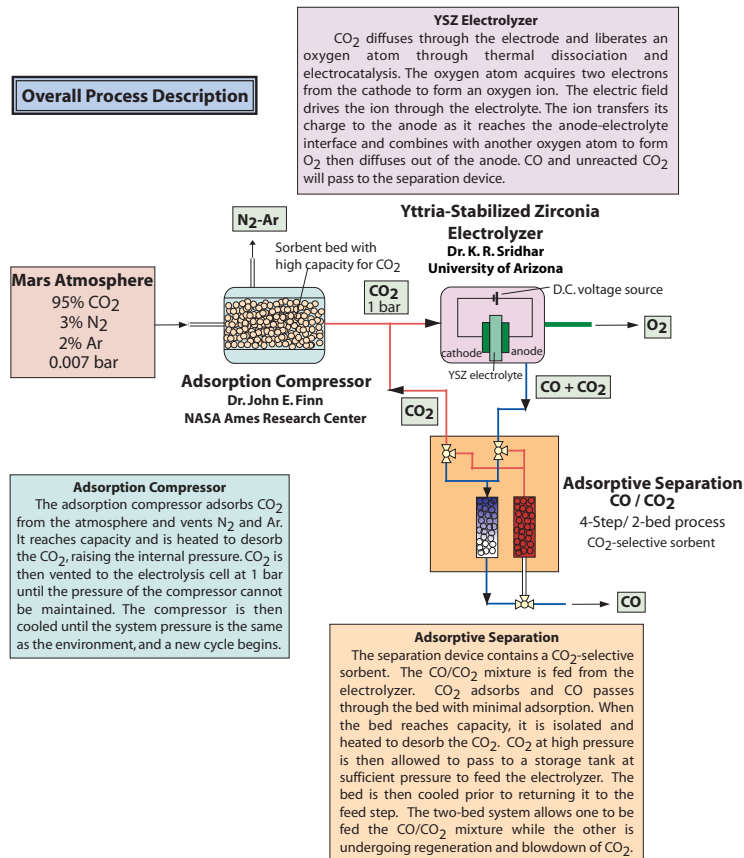 YSZ Electrolyzer
CO2 diffuses through the electrode and liberates an
oxygen atom through thermal dissociation and
electrocatalysis. The oxygen atom acquires two electrons
from the cathode to form an oxygen ion. The electric field
drives the ion through the electrolyte. The ion transfers its
charge to the anode as it reaches the anode-electrolyte
interface and combines with another oxygen atom to form
O2 then diffuses out of the anode. CO and unreacted CO2
will pass to the separation device.
Overall Process Description
N2-Ar
Sorbent bed with
high capacity for CO2
Yttria-Stabilized Zirconia
Electrolyzer
Dr. K. R. Sridhar
University of Arizona
Mars Atmosphere
95% CO2
3% N2
2% Ar
0.007 bar
CO2
1 bar
D.C. voltage source
cathode
anode
YSZ electrolyte
O2
Adsorption Compressor
Dr. John E. Finn
NASA Ames Research Center
CO2
CO + CO2
Adsorptive Separation
CO / CO2
4-Step/ 2-bed process
CO2-selective sorbent
CO
Adsorption Compressor
The adsorption compressor adsorbs CO2
from the atmosphere and vents N2 and Ar.
It reaches capacity and is heated to desorb
the CO2, raising the internal pressure. CO2 is
then vented to the electrolysis cell at 1 bar
until the pressure of the compressor cannot
be maintained. The compressor is then
cooled until the system pressure is the same
as the environment, and a new cycle begins.
Adsorptive Separation
The separation device contains a CO2-selective
sorbent. The CO/CO2 mixture is fed from the
electrolyzer. CO2 adsorbs and CO passes
through the bed with minimal adsorption. When
the bed reaches capacity, it is isolated and
heated to desorb the CO2. CO2 at high pressure
is then allowed to pass to a storage tank at
sufficient pressure to feed the electrolyzer. The
bed is then cooled prior to returning it to the
feed step. The two-bed system allows one to be
fed the CO/CO2 mixture while the other is
undergoing regeneration and blowdown of CO2.